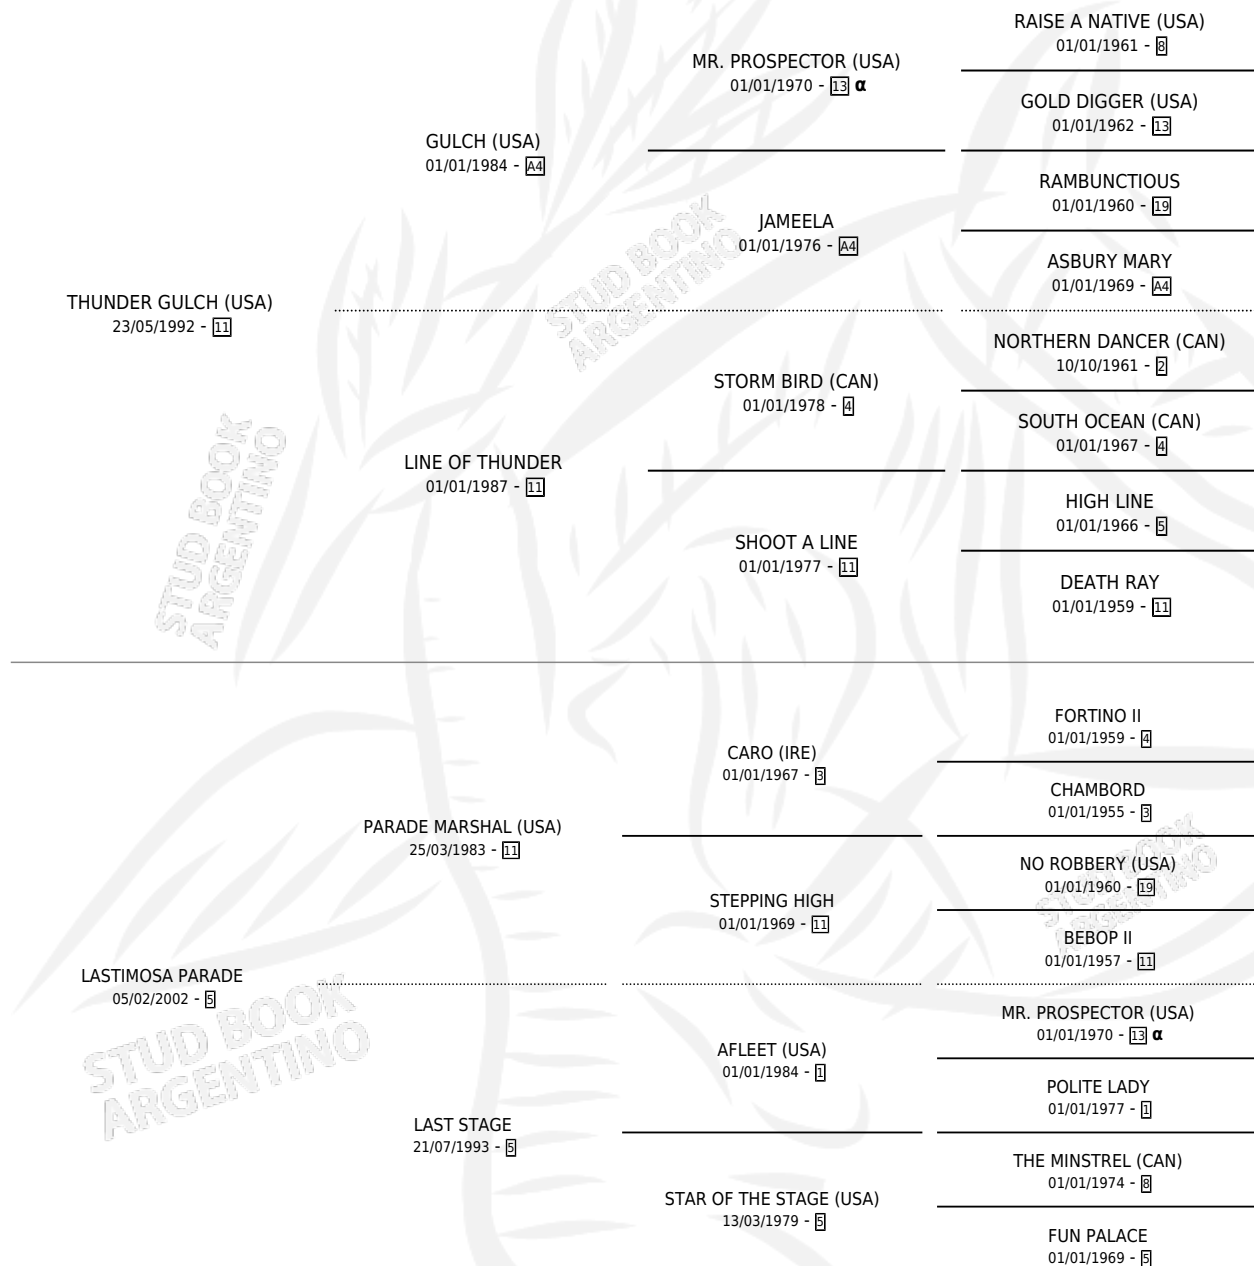 RAISE A NATIVE (USA)
01/01/1961 - 8
MR. PROSPECTOR (USA)
01/01/1970 - 13 α
GOLD DIGGER (USA)
01/01/1962 - 13
GULCH (USA)
01/01/1984 - A4
RAMBUNCTIOUS
01/01/1960 - 19
JAMEELA
01/01/1976 - A4
ASBURY MARY
01/01/1969 - A4
THUNDER GULCH (USA)
23/05/1992 - 11
NORTHERN DANCER (CAN)
10/10/1961 - 2
STORM BIRD (CAN)
01/01/1978 - 4
SOUTH OCEAN (CAN)
01/01/1967 - 4
LINE OF THUNDER
01/01/1987 - 11
HIGH LINE
01/01/1966 - 5
SHOOT A LINE
01/01/1977 - 11
DEATH RAY
01/01/1959 - 11
FORTINO II
01/01/1959 - 4
CARO (IRE)
01/01/1967 - 3
CHAMBORD
01/01/1955 - 3
PARADE MARSHAL (USA)
25/03/1983 - 11
NO ROBBERY (USA)
01/01/1960 - 19
STEPPING HIGH
01/01/1969 - 11
BEBOP II
01/01/1957 - 11
LASTIMOSA PARADE
05/02/2002 - 5
MR. PROSPECTOR (USA)
01/01/1970 - 13 α
AFLEET (USA)
01/01/1984 - 1
POLITE LADY
01/01/1977 - 1
LAST STAGE
21/07/1993 - 5
THE MINSTREL (CAN)
01/01/1974 - 8
STAR OF THE STAGE (USA)
13/03/1979 - 5
FUN PALACE
01/01/1969 - 5
STUD BOOK
ARGENTINO
STUD BOOK
ARGENTINO
STUD BOOK
ARGENTINO
STUD BOOK
ARGENTINO